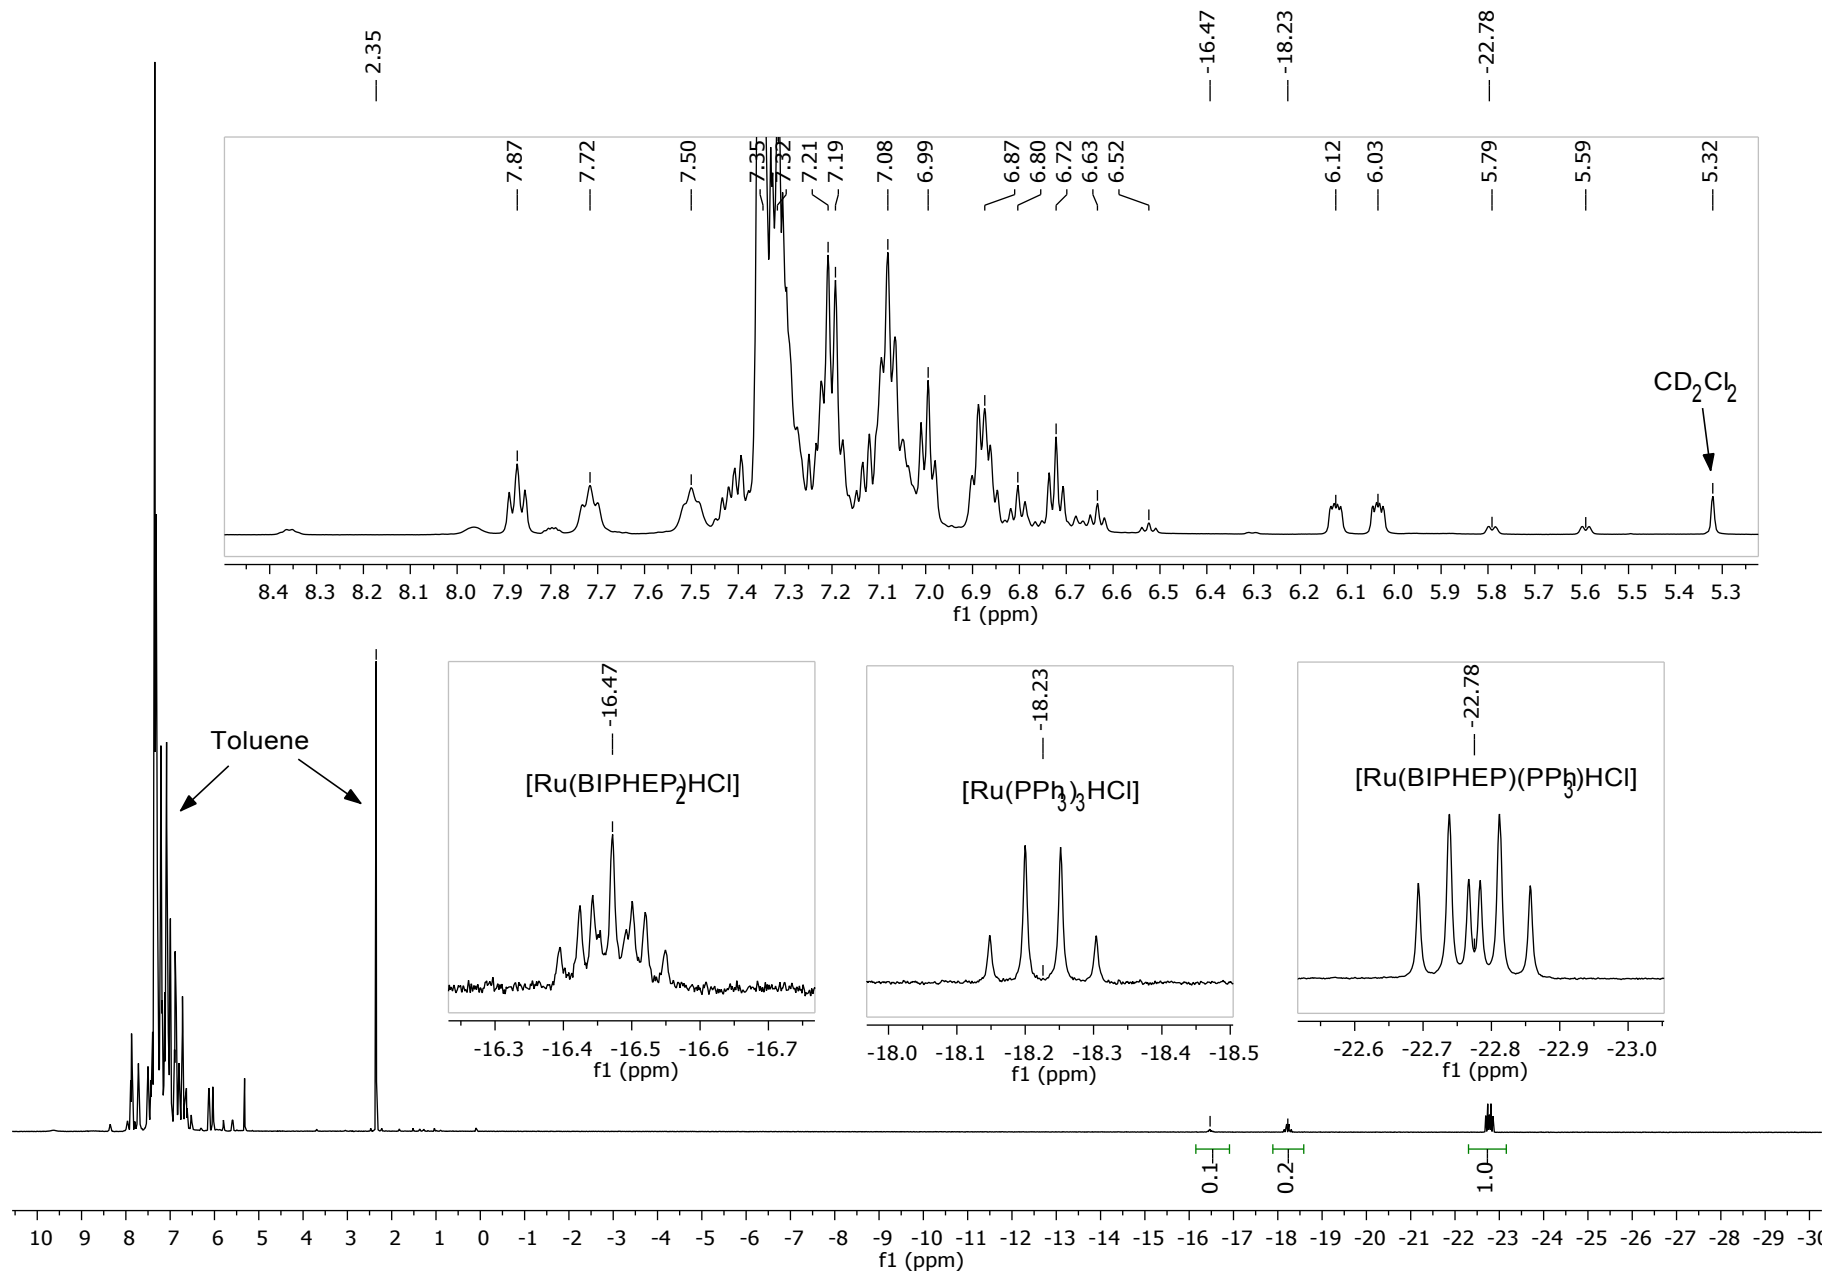 2.35
-16.47
-18.23
-22.78
7.87
7.72
7.50
7.35
7.32
7.21
7.19
7.08
6.99
6.87
6.80
6.72
6.63
6.52
6.12
6.03
5.79
5.59
5.32
CD2Cl2
8.4 8.3 8.2 8.1 8.0 7.9 7.8 7.7 7.6 7.5 7.4 7.3 7.2 7.1 7.0 6.9 6.8 6.7 6.6 6.5 6.4 6.3 6.2 6.1 6.0 5.9 5.8 5.7 5.6 5.5 5.4 5.3
f1 (ppm)
Toluene
-16.47
[Ru(BIPHEP)2HCl]
-16.3 -16.4 -16.5 -16.6 -16.7
f1 (ppm)
-18.23
[Ru(PPh3)3HCl]
-18.0 -18.1 -18.2 -18.3 -18.4 -18.5
f1 (ppm)
-22.78
[Ru(BIPHEP)(PPh3)HCl]
-22.6 -22.7 -22.8 -22.9 -23.0
f1 (ppm)
0.1
0.2
1.0
10 9 8 7 6 5 4 3 2 1 0 -1 -2 -3 -4 -5 -6 -7 -8 -9 -10 -11 -12 -13 -14 -15 -16 -17 -18 -19 -20 -21 -22 -23 -24 -25 -26 -27 -28 -29 -30
f1 (ppm)